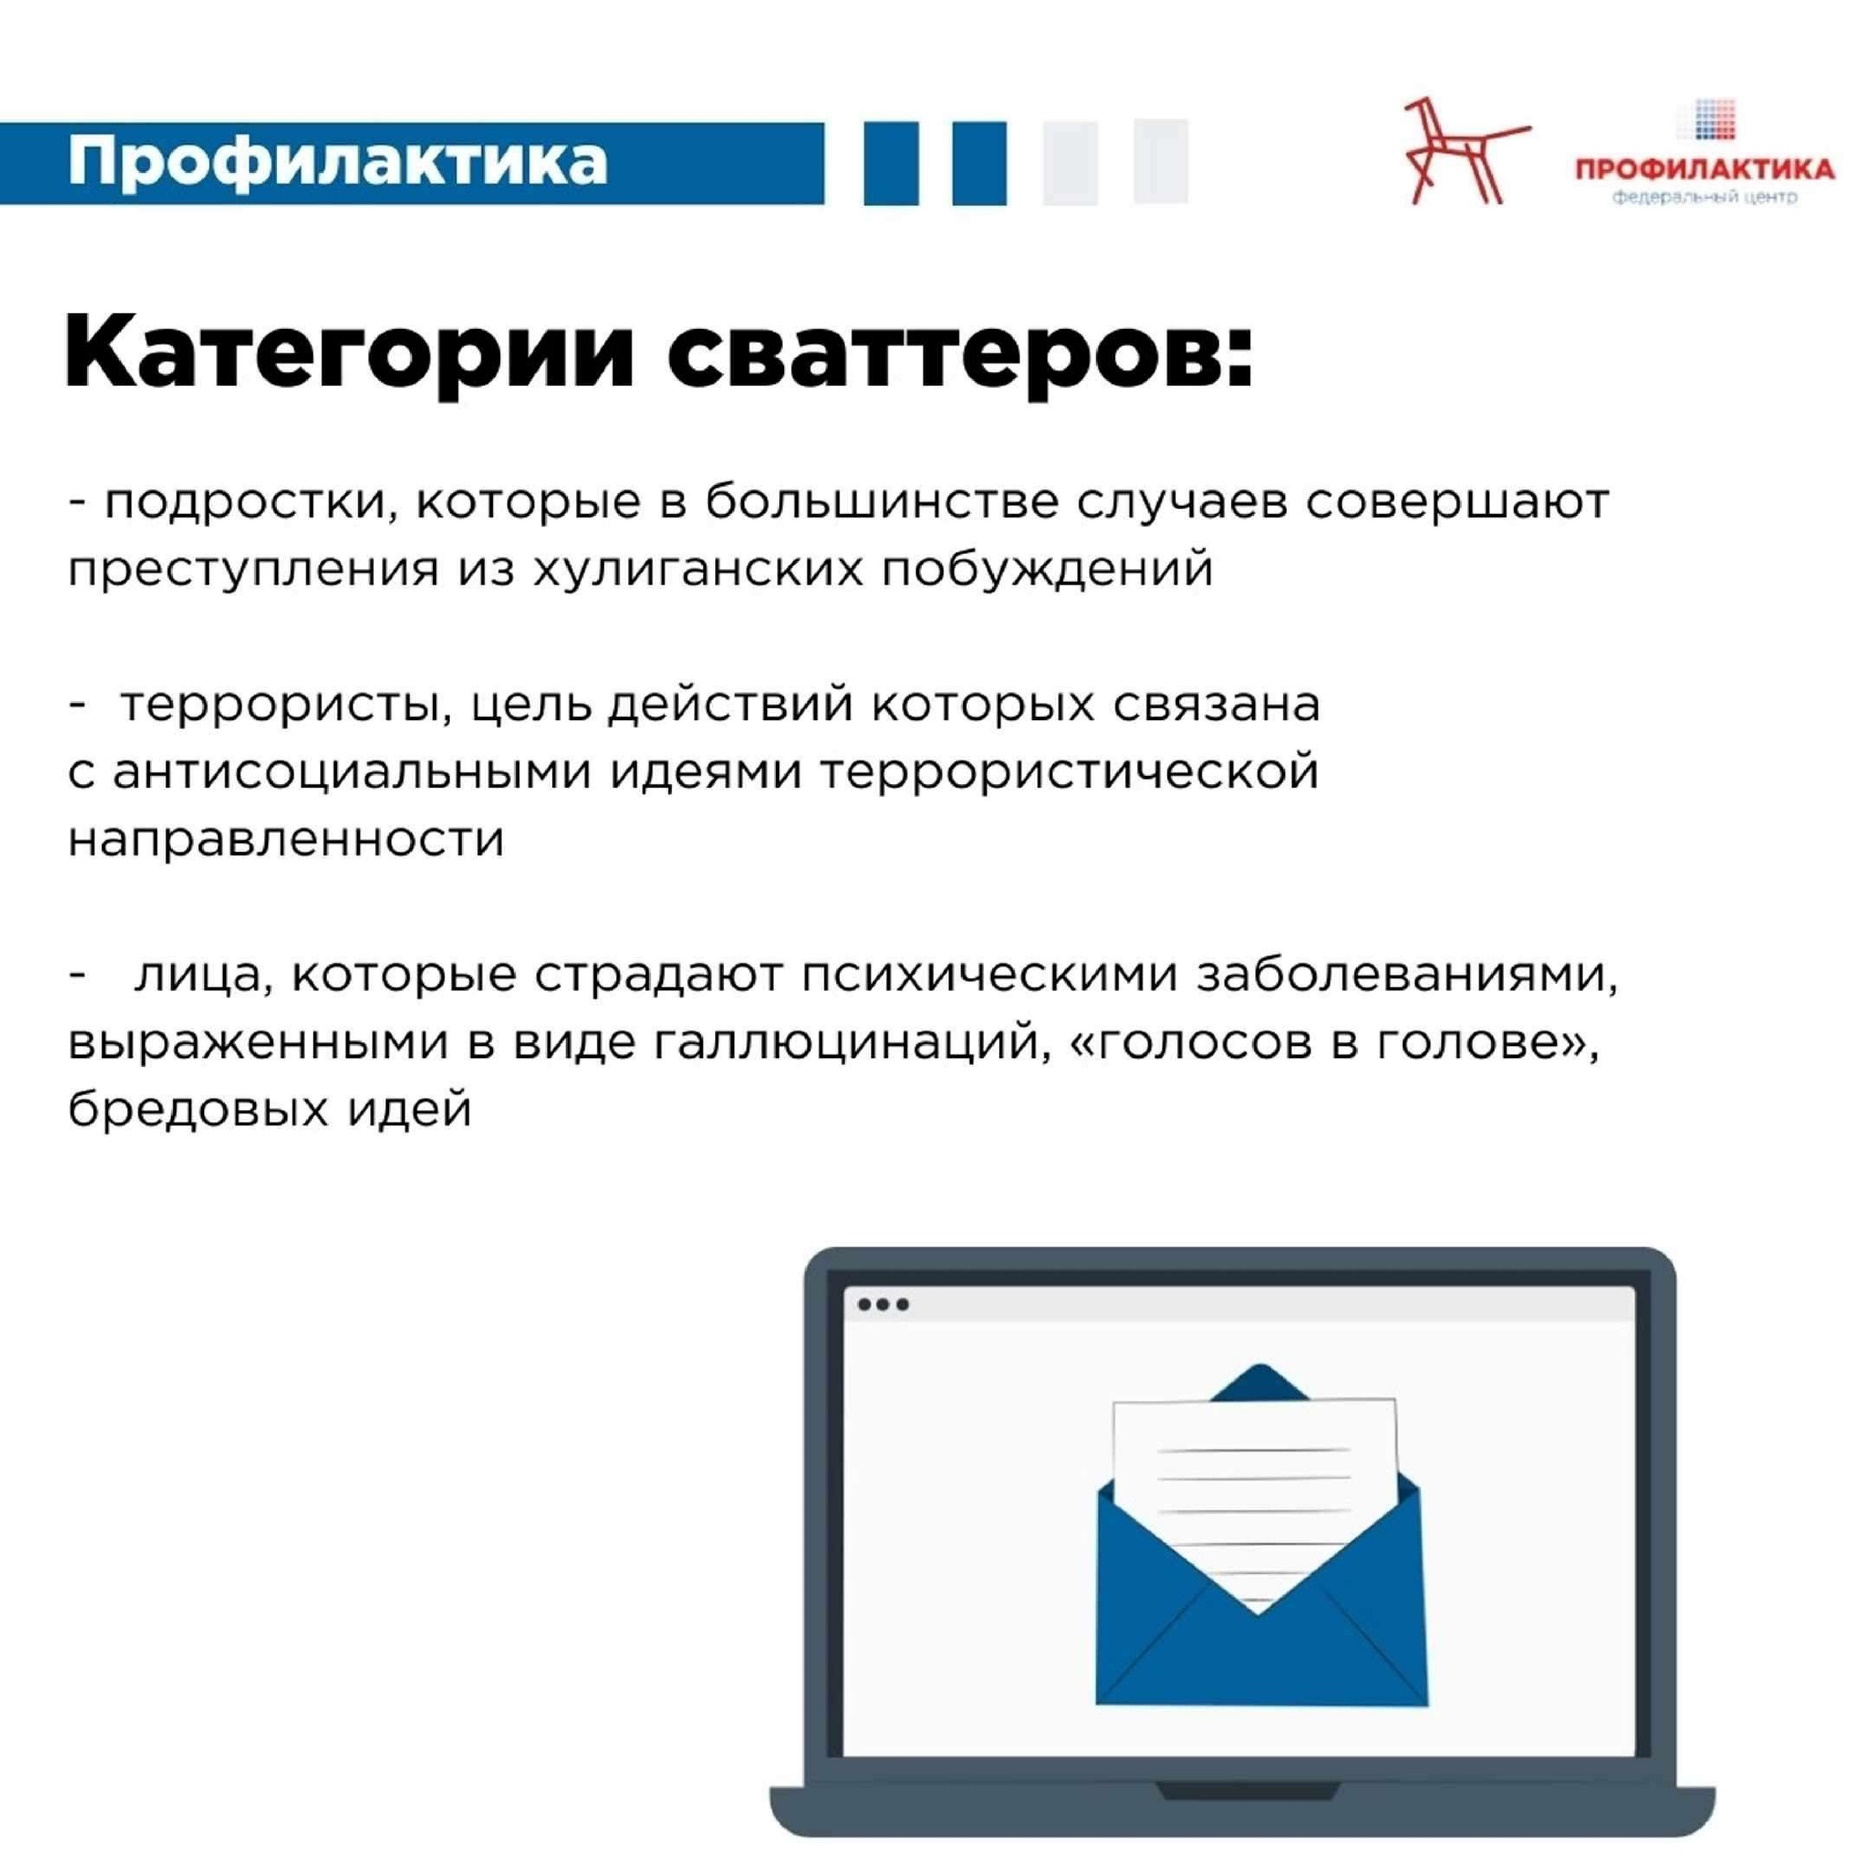 Профилактика
ПРОФИЛАКТИКА
федеральный центр
Категории сваттеров:
- подростки, которые в большинстве случаев совершают
преступления из хулиганских побуждений
- террористы, цель действий которых связана
с антисоциальными идеями террористической
направленности
- лица, которые страдают психическими заболеваниями,
выраженными в виде галлюцинаций, «голосов в голове»,
бредовых идей